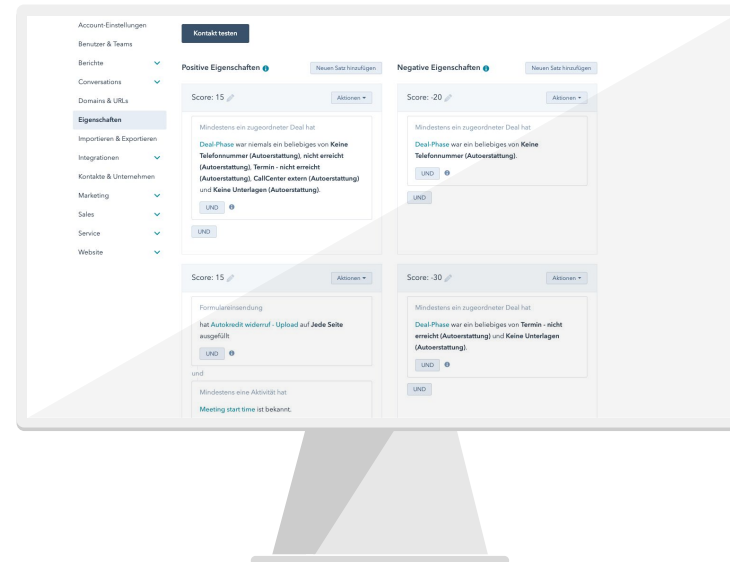 Account-Einstellungen
Benutzer & Teams
Berichte
Conversations
Domains & URLs
Eigenschaften
Importieren & Exportieren
Integrationen
Kontakte & Unternehmen
Marketing
Sales
Service
Website
Kontakt testen
Positive Eigenschaften
Neuen Satz hinzufügen
Score: 15
Aktionen
Mindestens ein zugeordneter Deal hat
Deal-Phase war niemals ein beliebiges von Keine
Telefonnummer (Autoerstattung), nicht erreicht
(Autoerstattung), Termin - nicht erreicht
(Autoerstattung), CallCenter extern (Autoerstattung)
und Keine Unterlagen (Autoerstattung).
UND
UND
Score: 15
Aktionen
Formulareinsendung
hat Autokredit widerruf - Upload auf Jede Seite
ausgefüllt
UND
und
Mindestens eine Aktivität hat
Meeting start time ist bekannt.
Negative Eigenschaften
Neuen Satz hinzufügen
Score: -20
Aktionen
Mindestens ein zugeordneter Deal hat
Deal-Phase war ein beliebiges von Keine
Telefonnummer (Autoerstattung).
UND
UND
Score: -30
Aktionen
Mindestens ein zugeordneter Deal hat
Deal-Phase war ein beliebiges von Termin - nicht
erreicht (Autoerstattung) und Keine Unterlagen
(Autoerstattung).
UND
UND